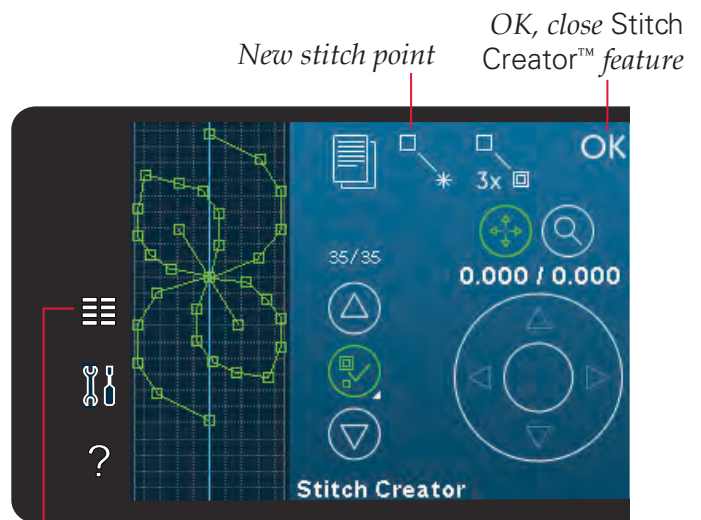 OK, close Stitch
New stitch point
Creator™ feature
OK
3x
35/35
0.000 / 0.000
?
Stitch Creator